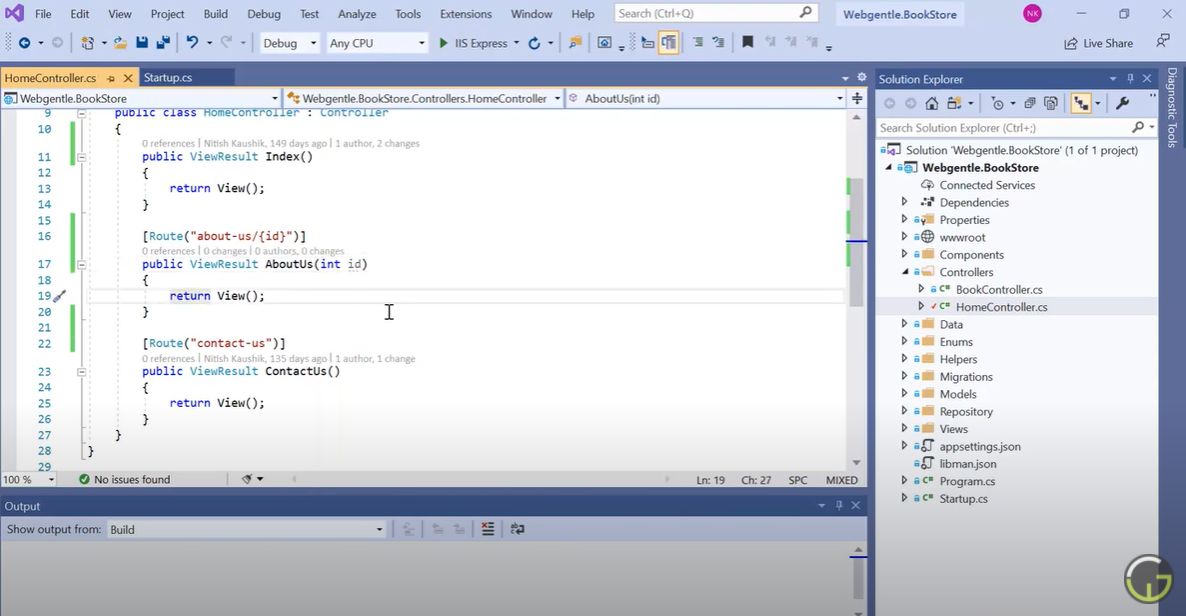 File Edit View Project Build Debug Test Analyze Tools Extensions Window Help Search (Ctrl+Q) Webgentle.BookStore NK
Debug Any CPU IIS Express Live Share
HomeController.cs Startup.cs
Webgentle.BookStore Webgentle.BookStore.Controllers.HomeController AboutUs(int id)
9 public class HomeController : Controller
10 {
0 references | Nitish Kaushik, 149 days ago | 1 author, 2 changes
11 public ViewResult Index()
12 {
13 return View();
14 }
15
16 [Route("about-us/{id}")]
0 references | 0 changes | 0 authors, 0 changes
17 public ViewResult AboutUs(int id)
18 {
19 return View();
20 }
21
22 [Route("contact-us")]
0 references | Nitish Kaushik, 135 days ago | 1 author, 1 change
23 public ViewResult ContactUs()
24 {
25 return View();
26 }
27 }
28 }
29
100 % No issues found Ln: 19 Ch: 27 SPC MIXED
Output
Show output from: Build
Solution Explorer
Search Solution Explorer (Ctrl+;)
Solution 'Webgentle.BookStore' (1 of 1 project)
Webgentle.BookStore
Connected Services
Dependencies
Properties
wwwroot
Components
Controllers
C# BookController.cs
C# HomeController.cs
Data
Enums
Helpers
Migrations
Models
Repository
Views
appsettings.json
libman.json
C# Program.cs
C# Startup.cs
Diagnostic Tools